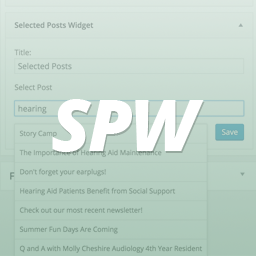 Selected Posts Widget
Title:
Selected Posts
Select Post
hearing
SPW
Save
Story Camp
The Importance of Hearing Aid Maintenance
Don't forget your earplugs!
Hearing Aid Patients Benefit from Social Support
Check out our most recent newsletter!
Summer Fun Days Are Coming
Q and A with Molly Cheshire Audiology 4th Year Resident